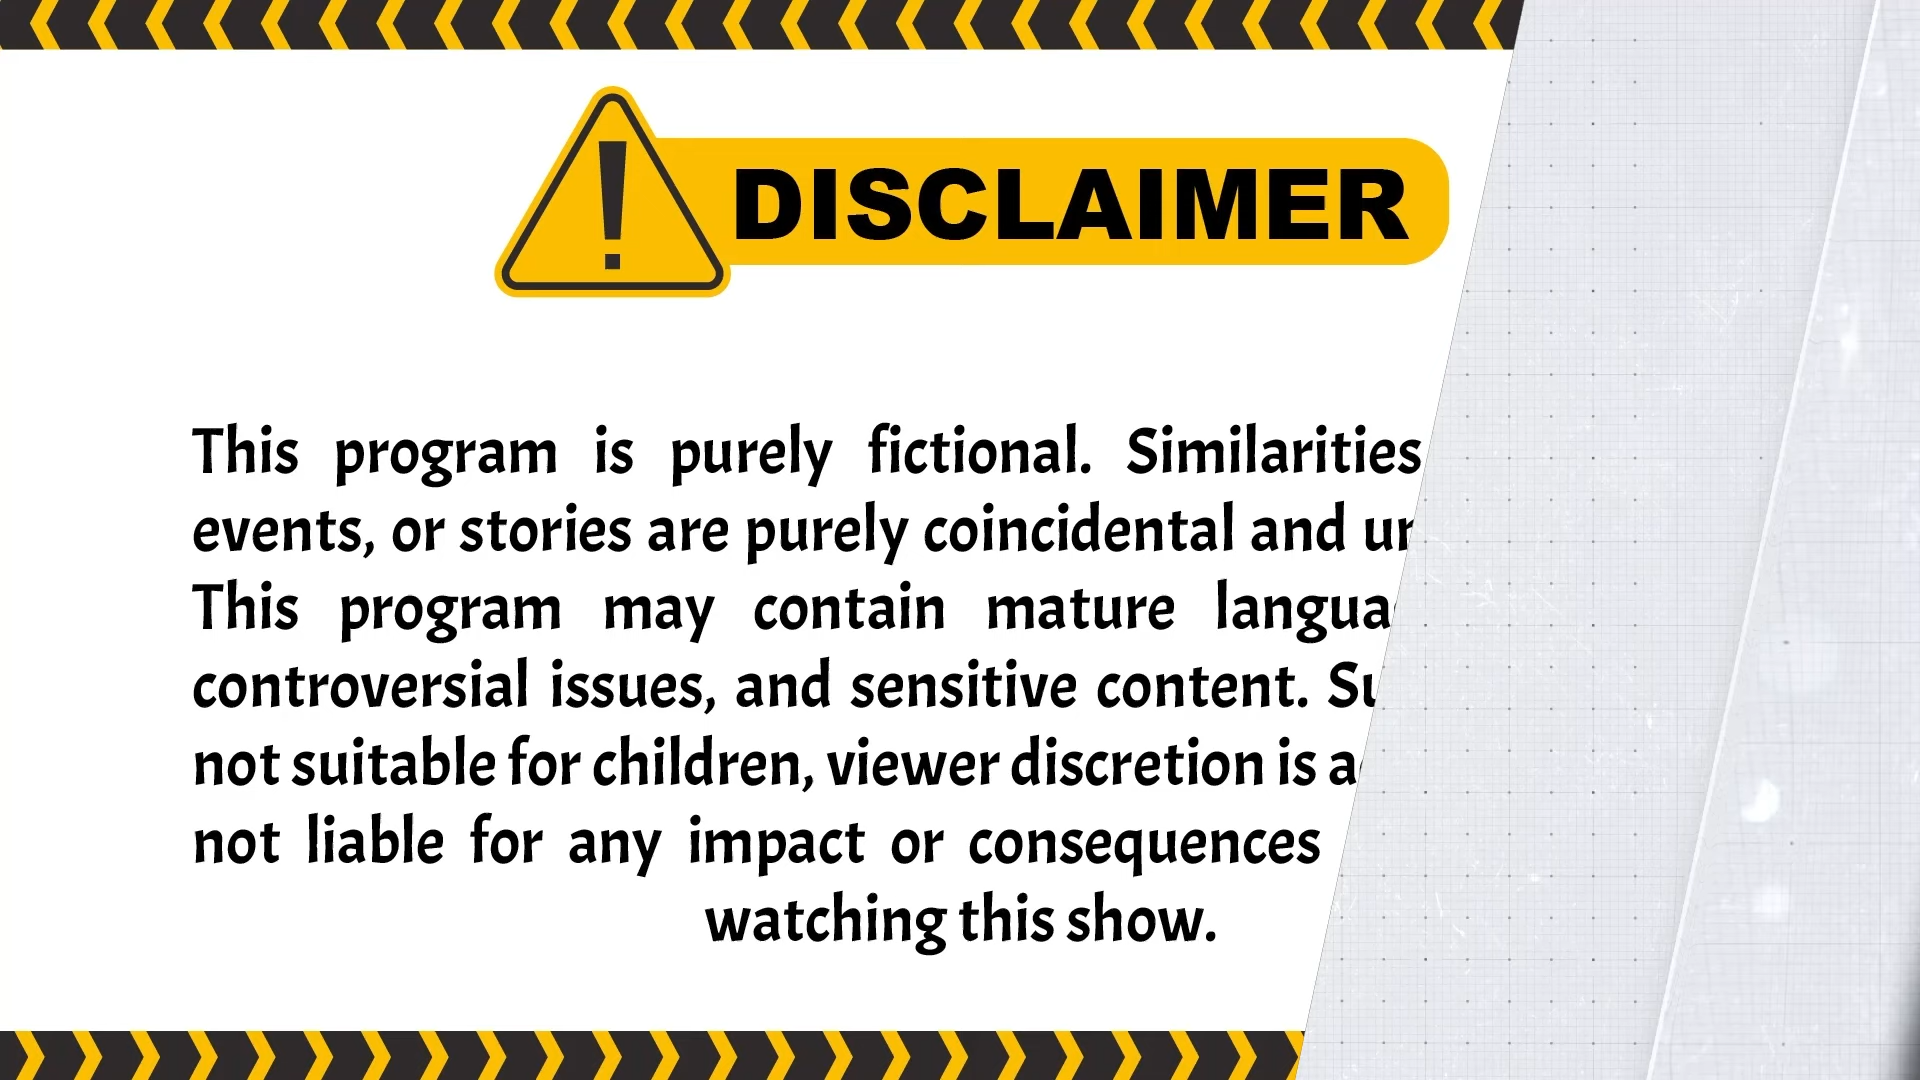 DISCLAIMER
This program is purely fictional. Similarities
events, or stories are purely coincidental and
This program may contain mature
controversial issues, and sensitive content.
not suitable for children, viewer discretion is
not liable for any impact or consequences
watching this show.